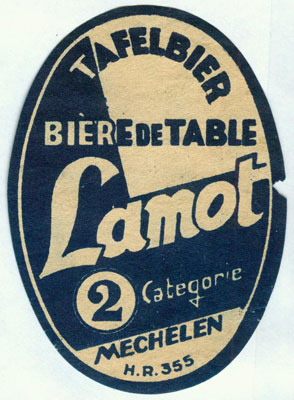 TAFELBIER
BIÈRE DE TABLE
Lamot
2 Categorie
MECHELEN
H.R. 355